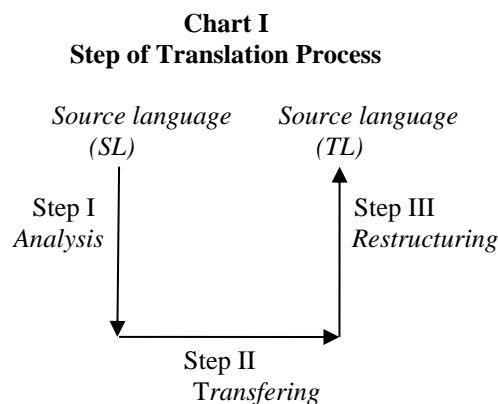 Chart I
Step of Translation Process
Source language
(SL)
Source language
(TL)
Step I
Analysis
Step III
Restructuring
Step II
Transfering